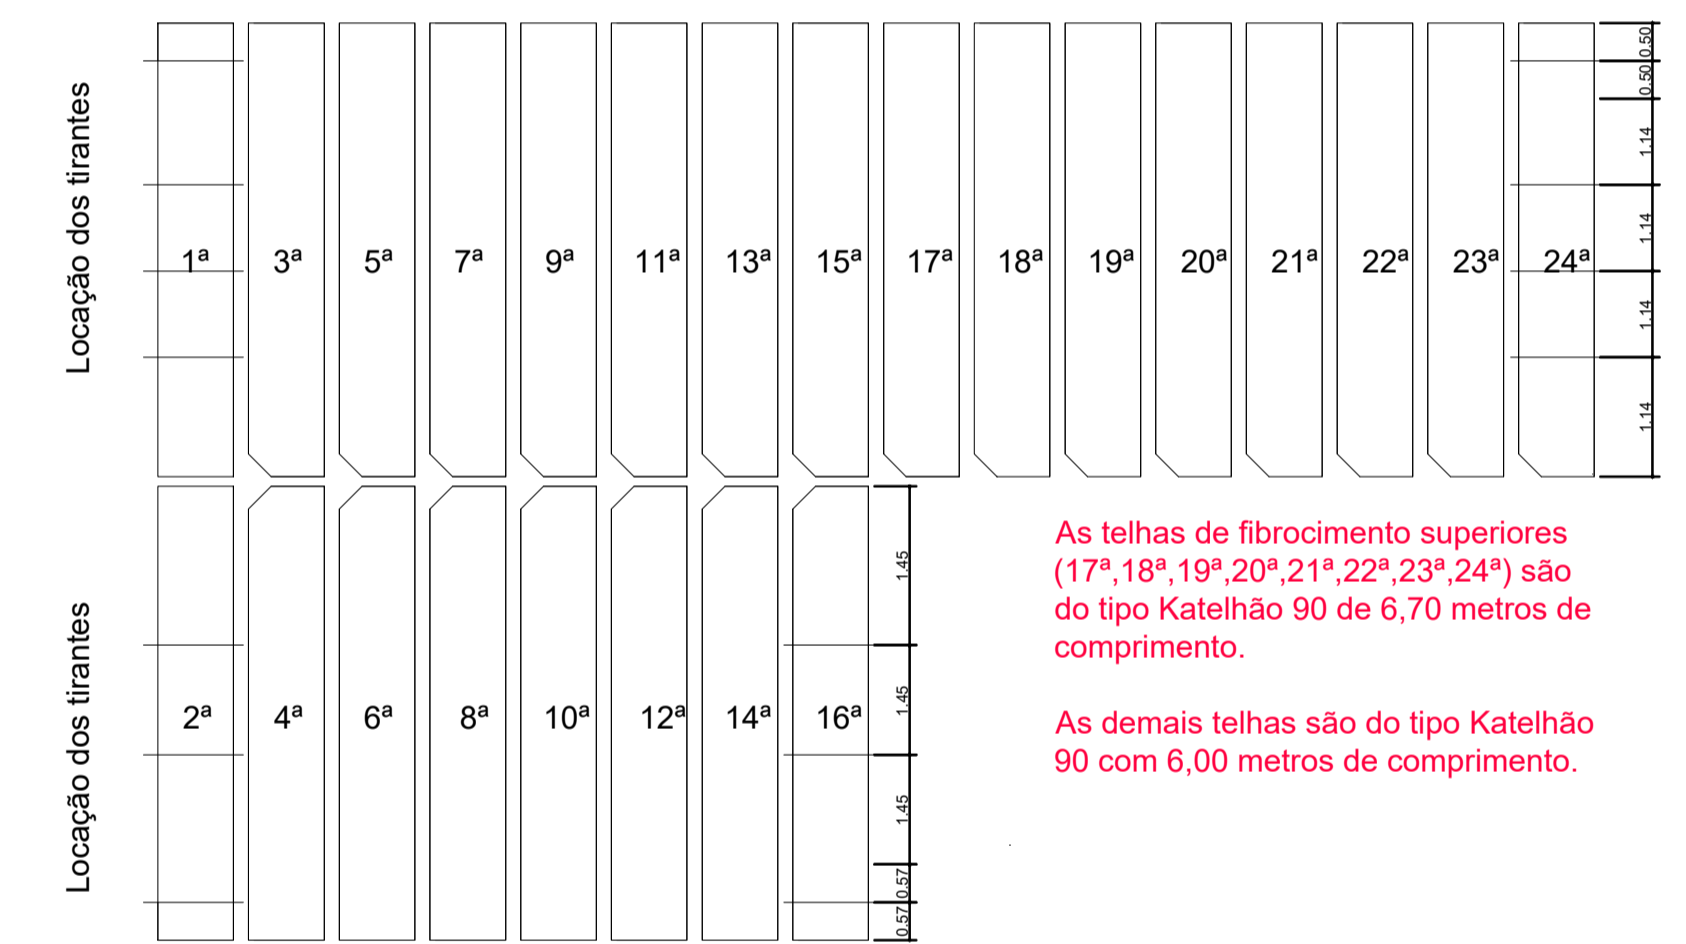 Locação dos tirantes
1ª 3ª 5ª 7ª 9ª 11ª 13ª 15ª 17ª 18ª 19ª 20ª 21ª 22ª 23ª 24ª
0.50
0.50
1.14
1.14
1.14
1.14
Locação dos tirantes
2ª 4ª 6ª 8ª 10ª 12ª 14ª 16ª
1.45
1.45
1.45
0.57
0.57
As telhas de fibrocimento superiores
(17ª,18ª,19ª,20ª,21ª,22ª,23ª,24ª) são
do tipo Katelhão 90 de 6,70 metros de
comprimento.
As demais telhas são do tipo Katelhão
90 com 6,00 metros de comprimento.